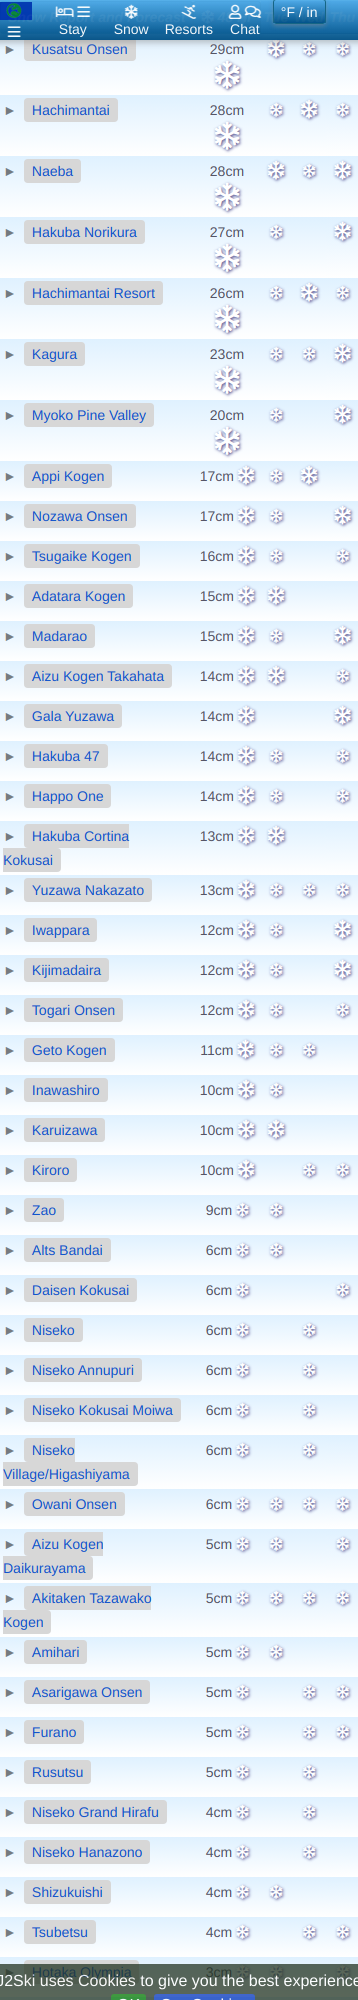 Stay
Snow
Resorts
Chat
°F / in
Kusatsu Onsen 29cm
Hachimantai 28cm
Naeba 28cm
Hakuba Norikura 27cm
Hachimantai Resort 26cm
Kagura 23cm
Myoko Pine Valley 20cm
Appi Kogen 17cm
Nozawa Onsen 17cm
Tsugaike Kogen 16cm
Adatara Kogen 15cm
Madarao 15cm
Aizu Kogen Takahata 14cm
Gala Yuzawa 14cm
Hakuba 47 14cm
Happo One 14cm
Hakuba Cortina 13cm
Kokusai
Yuzawa Nakazato 13cm
Iwappara 12cm
Kijimadaira 12cm
Togari Onsen 12cm
Geto Kogen 11cm
Inawashiro 10cm
Karuizawa 10cm
Kiroro 10cm
Zao 9cm
Alts Bandai 6cm
Daisen Kokusai 6cm
Niseko 6cm
Niseko Annupuri 6cm
Niseko Kokusai Moiwa 6cm
Niseko 6cm
Village/Higashiyama
Owani Onsen 6cm
Aizu Kogen 5cm
Daikurayama
Akitaken Tazawako 5cm
Kogen
Amihari 5cm
Asarigawa Onsen 5cm
Furano 5cm
Rusutsu 5cm
Niseko Grand Hirafu 4cm
Niseko Hanazono 4cm
Shizukuishi 4cm
Tsubetsu 4cm
Hotaka Olympia 3cm
J2Ski uses Cookies to give you the best experience